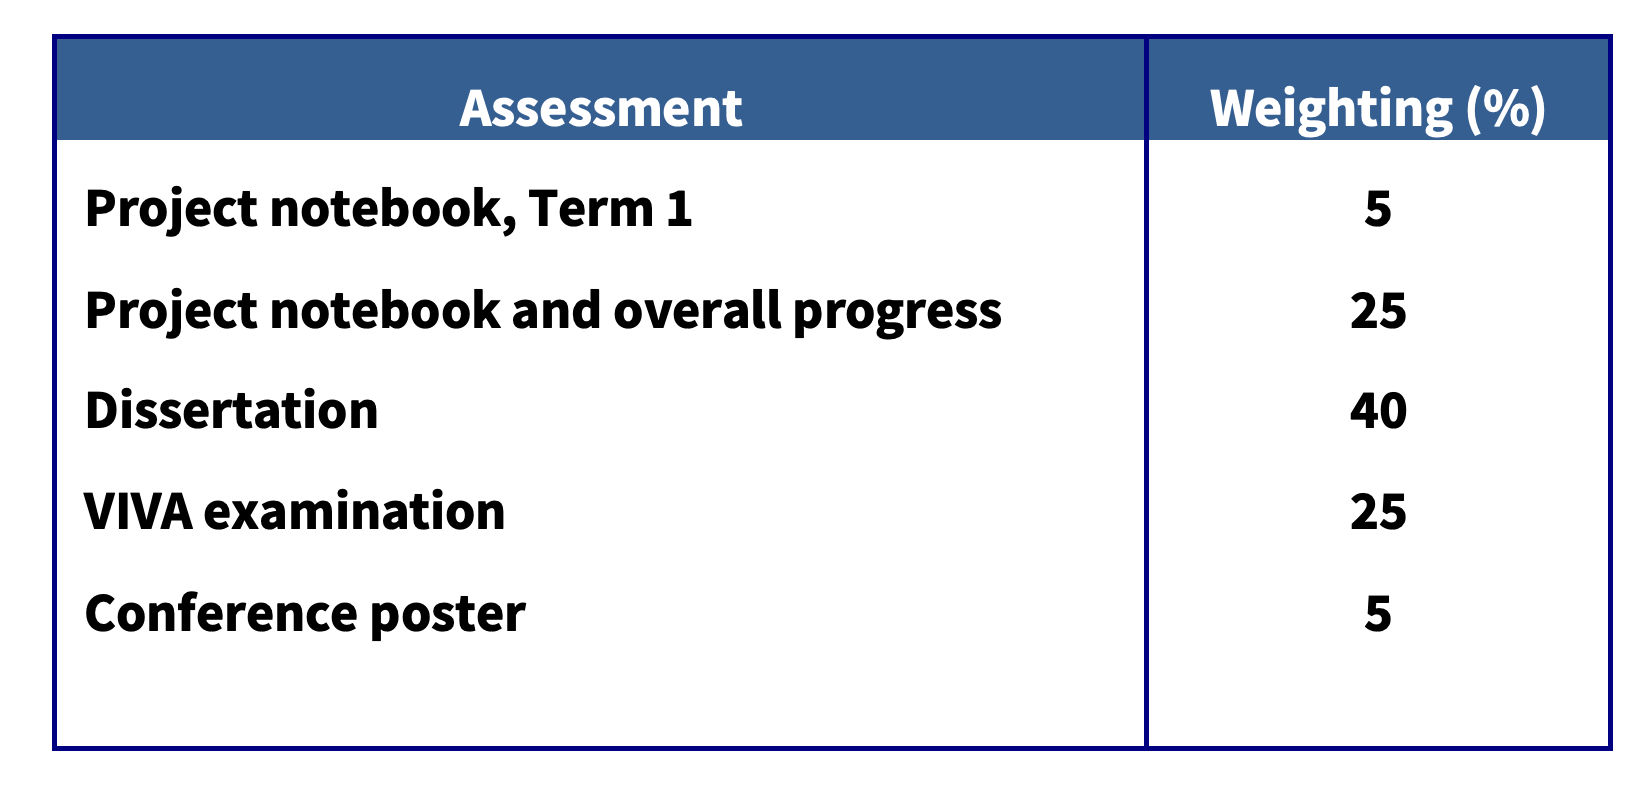 Assessment Weighting (%)
Project notebook, Term 1 5
Project notebook and overall progress 25
Dissertation 40
VIVA examination 25
Conference poster 5